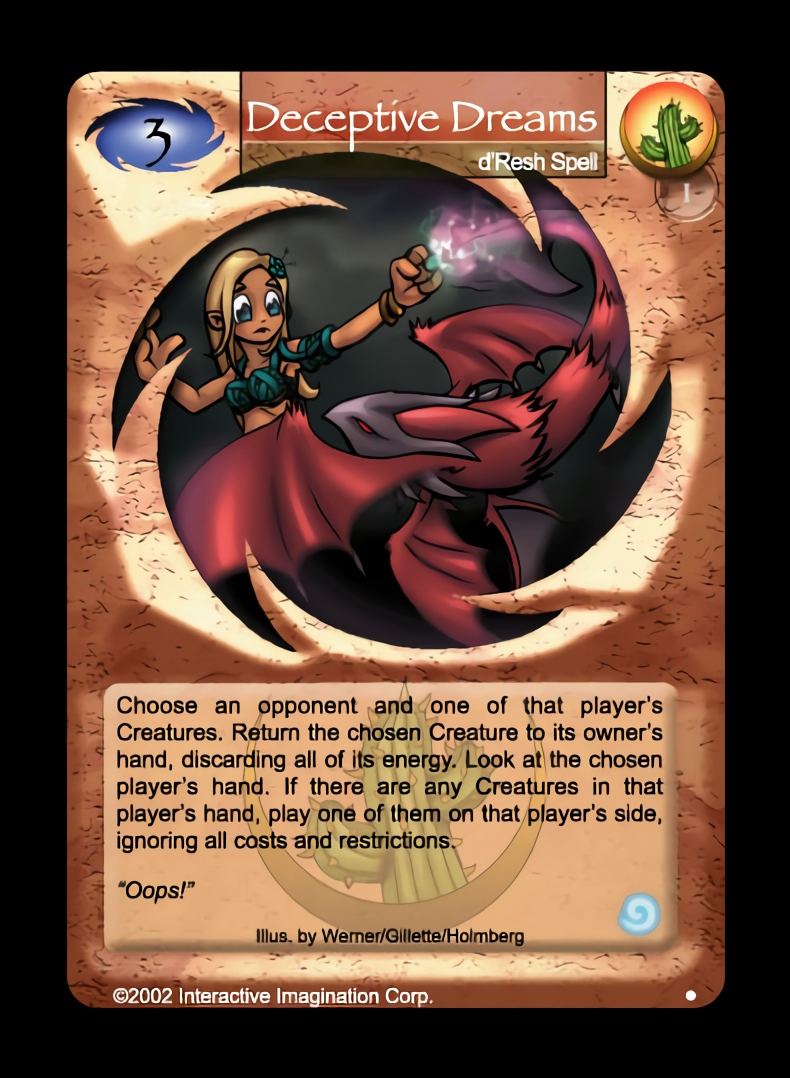 3
Deceptive Dreams
d'Resh Spell
I
Choose an opponent and one of that player's
Creatures. Return the chosen Creature to its owner's
hand, discarding all of its energy. Look at the chosen
player's hand. If there are any Creatures in that
player's hand, play one of them on that player's side,
ignoring all costs and restrictions.
"Oops!"
Illus. by Werner/Gillette/Holmberg
©2002 Interactive Imagination Corp.